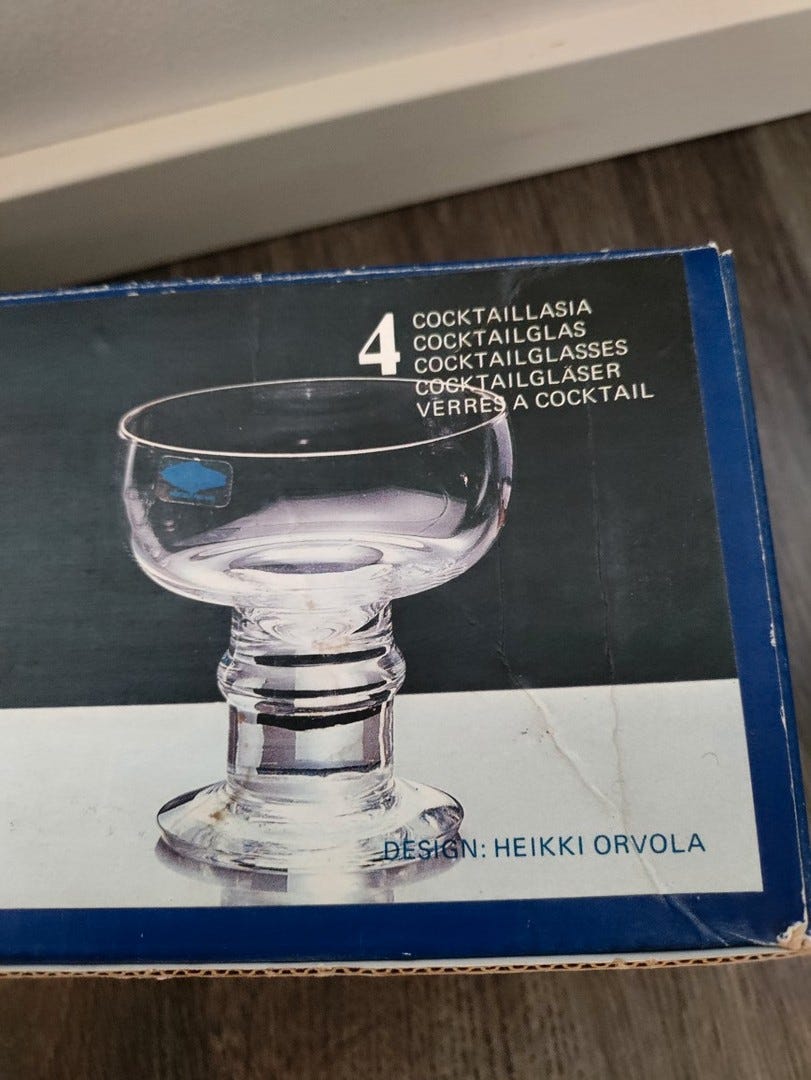 4 COCKTAILLASIA
COCKTAILGLAS
COCKTAILGLASSES
COCKTAILGLÄSER
VERRES A COCKTAIL
DESIGN: HEIKKI ORVOLA